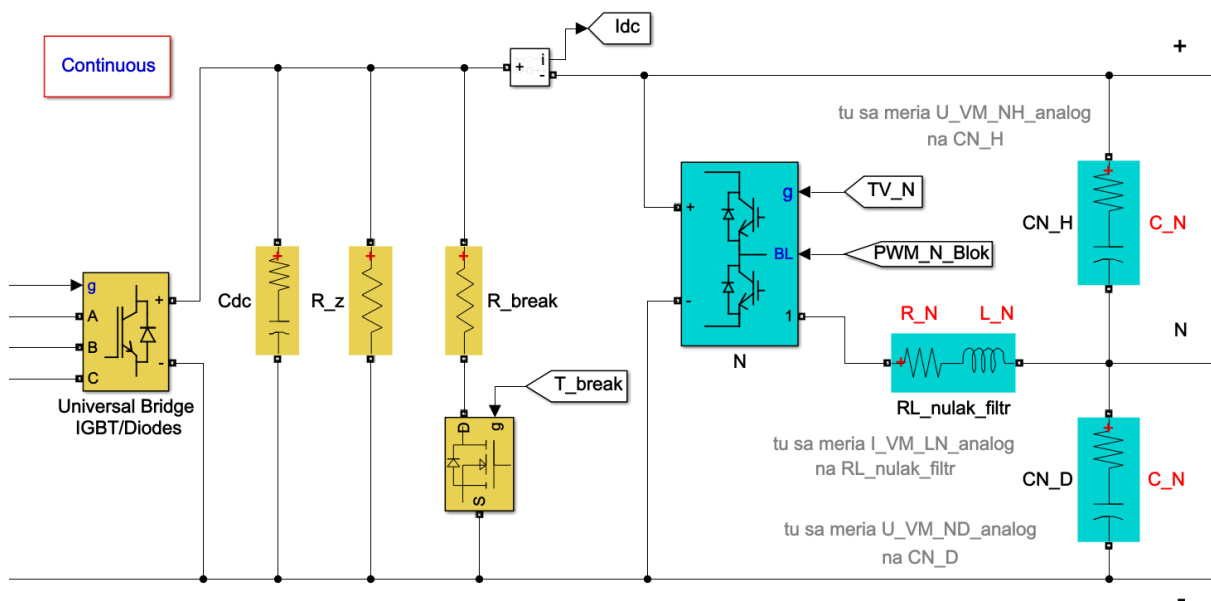 Idc
+
Continuous
+
i
-
tu sa meria U_VM_NH_analog
na CN_H
g
TV_N
+
CN_H
C_N
BL
PWM_N_Blok
g
A
B
C
+
-
Cdc
R_z
R_break
-
1
N
R_N
L_N
N
RL_nulak_filtr
Universal Bridge
IGBT/Diodes
T_break
D
g
S
tu sa meria I_VM_LN_analog
na RL_nulak_filtr
CN_D
C_N
tu sa meria U_VM_ND_analog
na CN_D
-